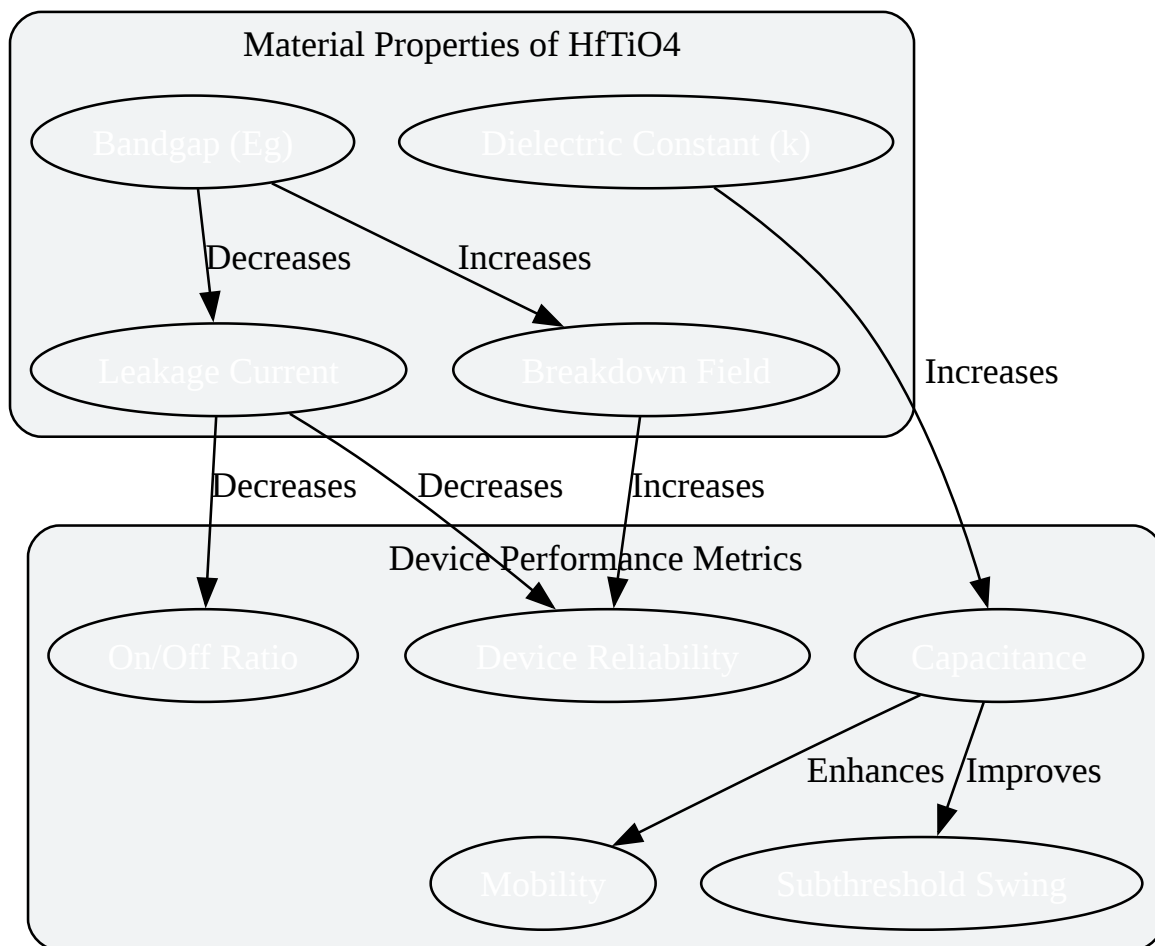 Material Properties of HfTiO4
Bandgap (Eg)
Dielectric Constant (k)
Decreases
Increases
Leakage Current
Breakdown Field
Increases
Decreases
Decreases
Increases
Device Performance Metrics
On/Off Ratio
Device Reliability
Capacitance
Enhances
Improves
Mobility
Subthreshold Swing